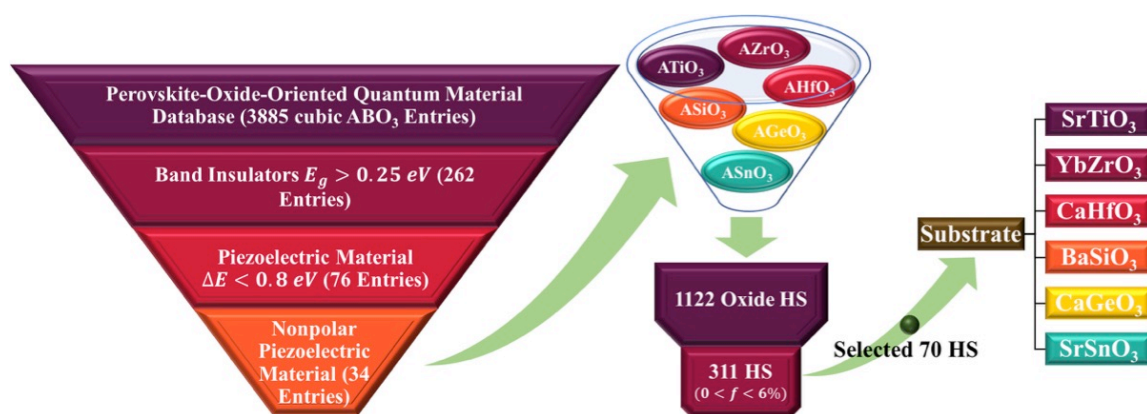 Perovskite-Oxide-Oriented Quantum Material
Database (3885 cubic ABO₃ Entries)
Band Insulators E_g > 0.25 eV (262
Entries)
Piezoelectric Material
ΔE < 0.8 eV (76 Entries)
Nonpolar
Piezoelectric
Material (34
Entries)
AZrO₃
ATiO₃
AHfO₃
ASiO₃
AGeO₃
ASnO₃
1122 Oxide HS
311 HS
(0 < f < 6%)
Selected 70 HS
Substrate
SrTiO₃
YbZrO₃
CaHfO₃
BaSiO₃
CaGeO₃
SrSnO₃